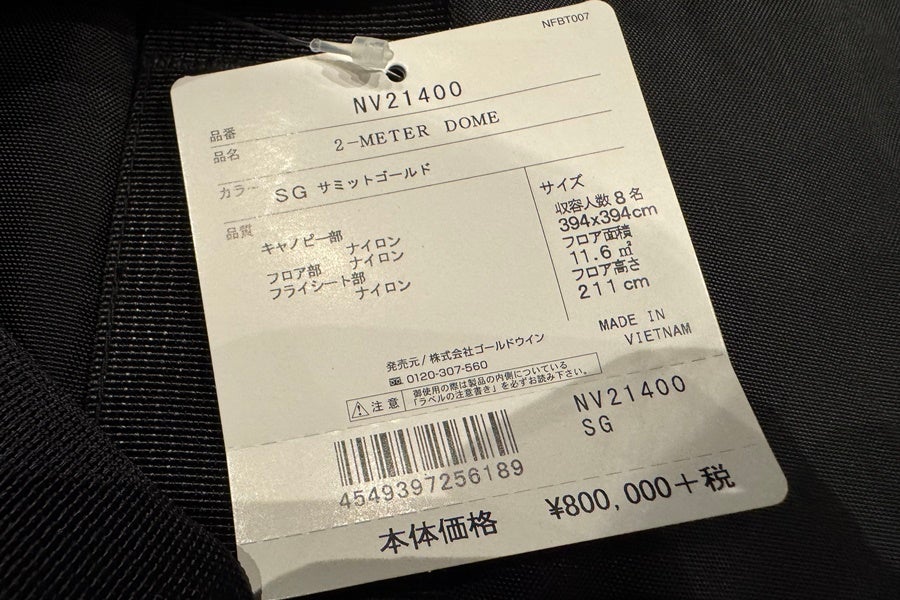 NFBT007
品番 NV21400
品名 2-METER DOME
カラー SG サミットゴールド
品質
キャノピー部
ナイロン
フロア部 ナイロン
フライシート部
ナイロン
サイズ
収容人数 8 名
394x394cm
フロア面積
11.6 ㎡
フロア高さ
211 cm
MADE IN
VIETNAM
発売元/株式会社ゴールドウイン
0120-307-560
注意
御使用の際は製品の内側についている
「ラベルの注意書き」を必ずお読み下さい。
NV21400
SG
4549397256189
本体価格 ¥800,000+税